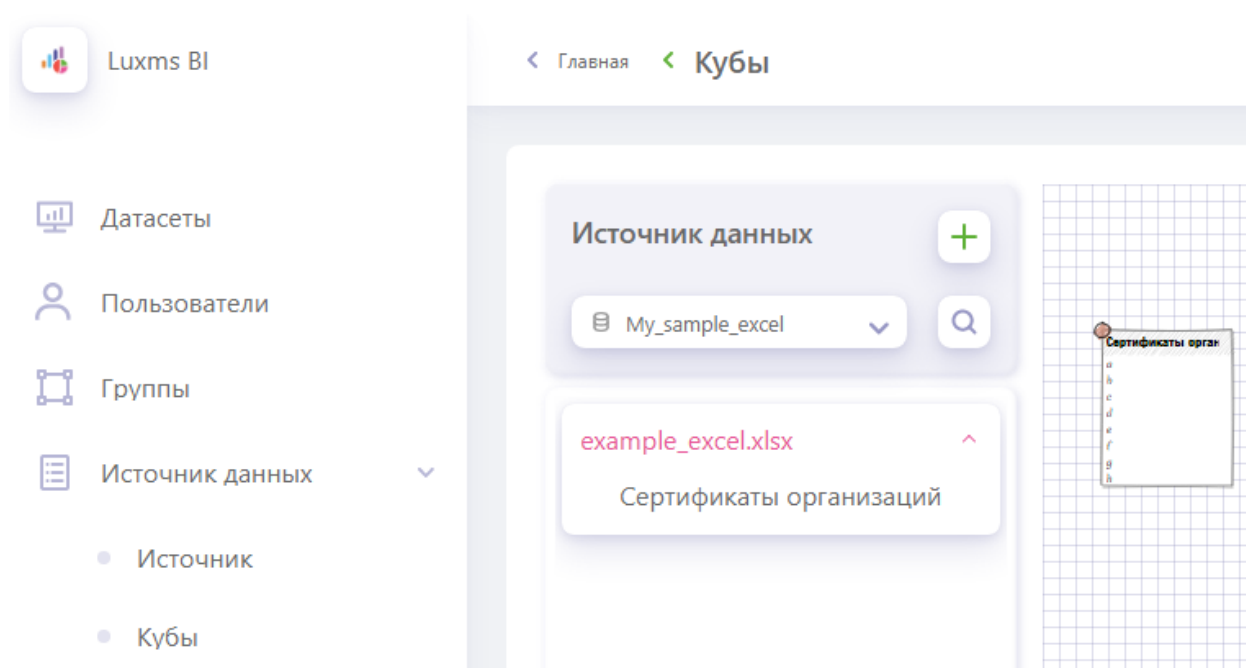 Luxms BI
Главная
Кубы
Датасеты
Пользователи
Группы
Источник данных
Источник
Кубы
Источник данных
My_sample_excel
example_excel.xlsx
Сертификаты организаций
Сертификаты орган
a
b
c
d
e
f
g
h